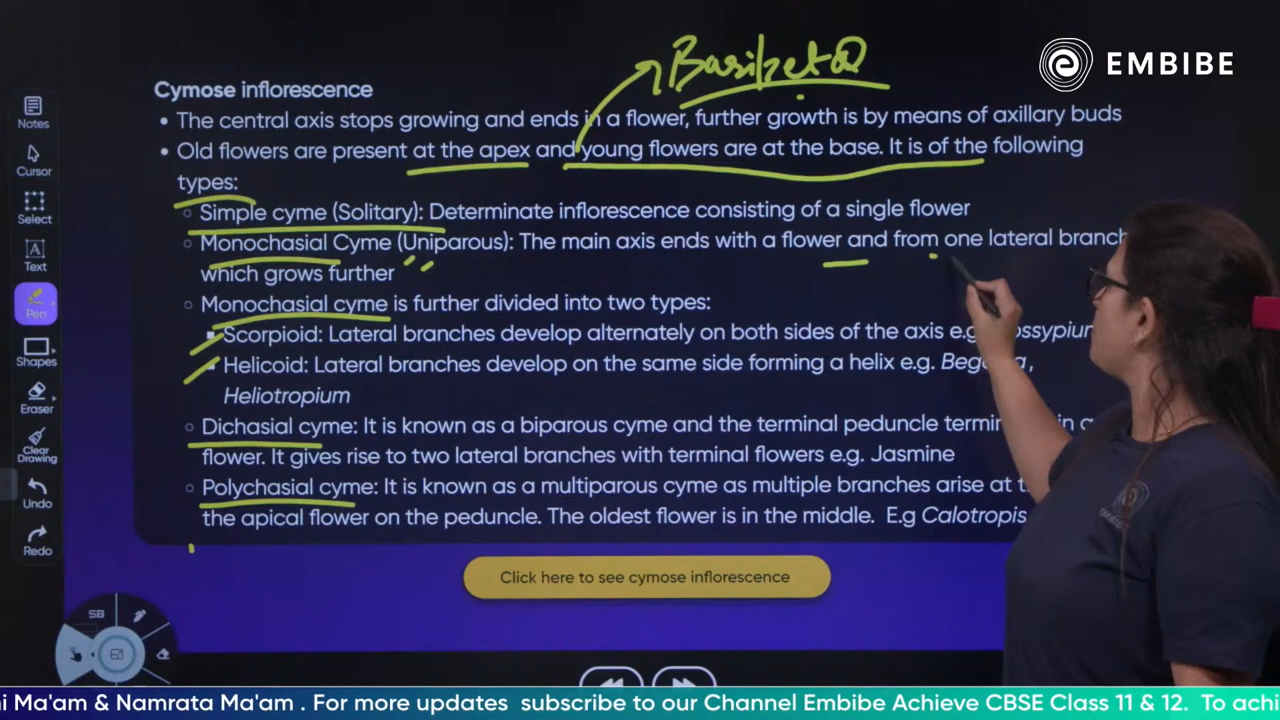 EMBIBE
BasipetQ
Cymose inflorescence
• The central axis stops growing and ends in a flower, further growth is by means of axillary buds
• Old flowers are present at the apex and young flowers are at the base. It is of the following
types:
Simple cyme (Solitary): Determinate inflorescence consisting of a single flower
Monochasial Cyme (Uniparous): The main axis ends with a flower and from one lateral branch
which grows further
Monochasial cyme is further divided into two types:
Scorpioid: Lateral branches develop alternately on both sides of the axis e.g.
Helicoid: Lateral branches develop on the same side forming a helix e.g.
Heliotropium
Dichasial cyme: It is known as a biparous cyme and the terminal peduncle in a
flower. It gives rise to two lateral branches with terminal flowers e.g. Jasmine
Polychasial cyme: It is known as a multiparous cyme as multiple branches arise at
the apical flower on the peduncle. The oldest flower is in the middle. E.g Calotropis
Click here to see cymose inflorescence
Notes
Cursor
Select
A
Text
Pen
Shapes
Eraser
Clear
Drawing
Undo
Redo
SB
Ma'am & Namrata Ma'am . For more updates subscribe to our Channel Embibe Achieve CBSE Class 11 & 12. To